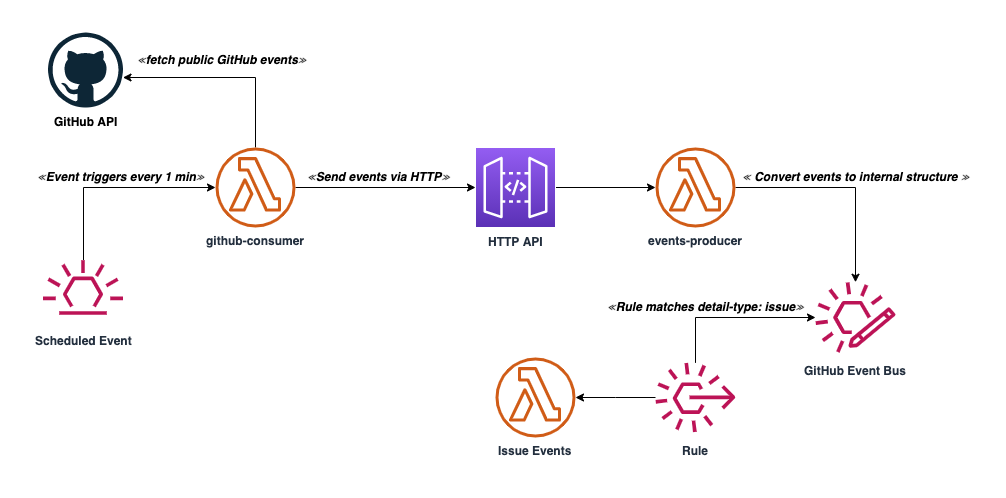 «fetch public GitHub events»
GitHub API
«Event triggers every 1 min»
«Send events via HTTP»
« Convert events to internal structure »
github-consumer
HTTP API
events-producer
«Rule matches detail-type: issue»
Scheduled Event
GitHub Event Bus
Issue Events
Rule